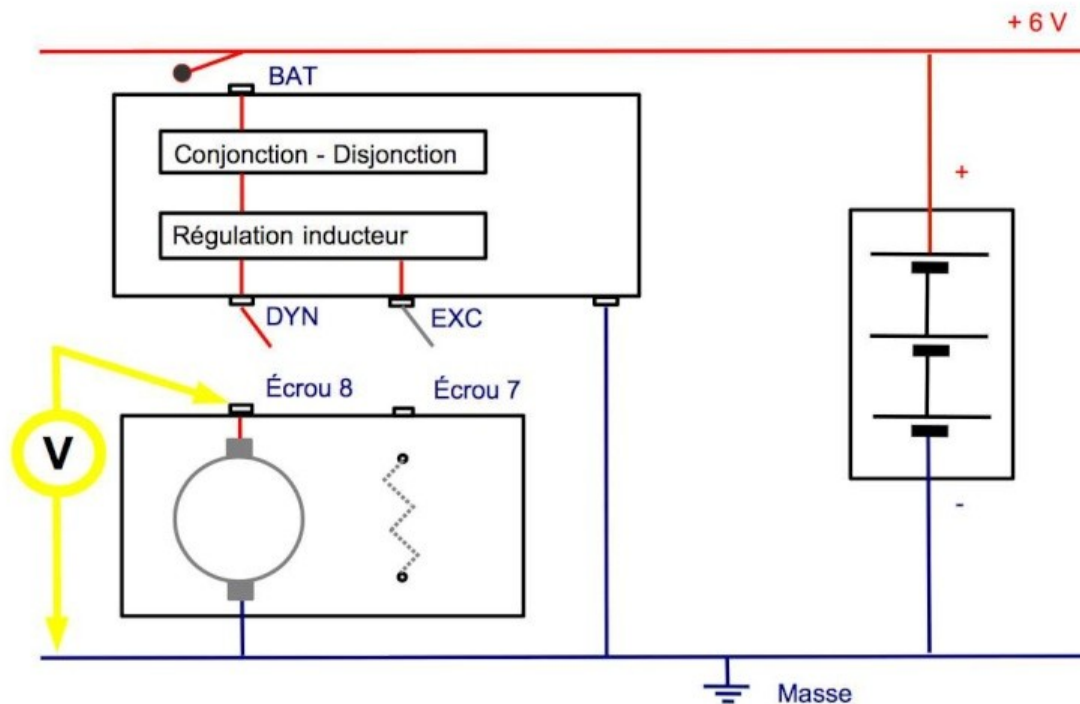 + 6 V
BAT
Conjonction - Disjonction
+
Régulation inducteur
DYN
EXC
Écrou 8
Écrou 7
V
-
Masse